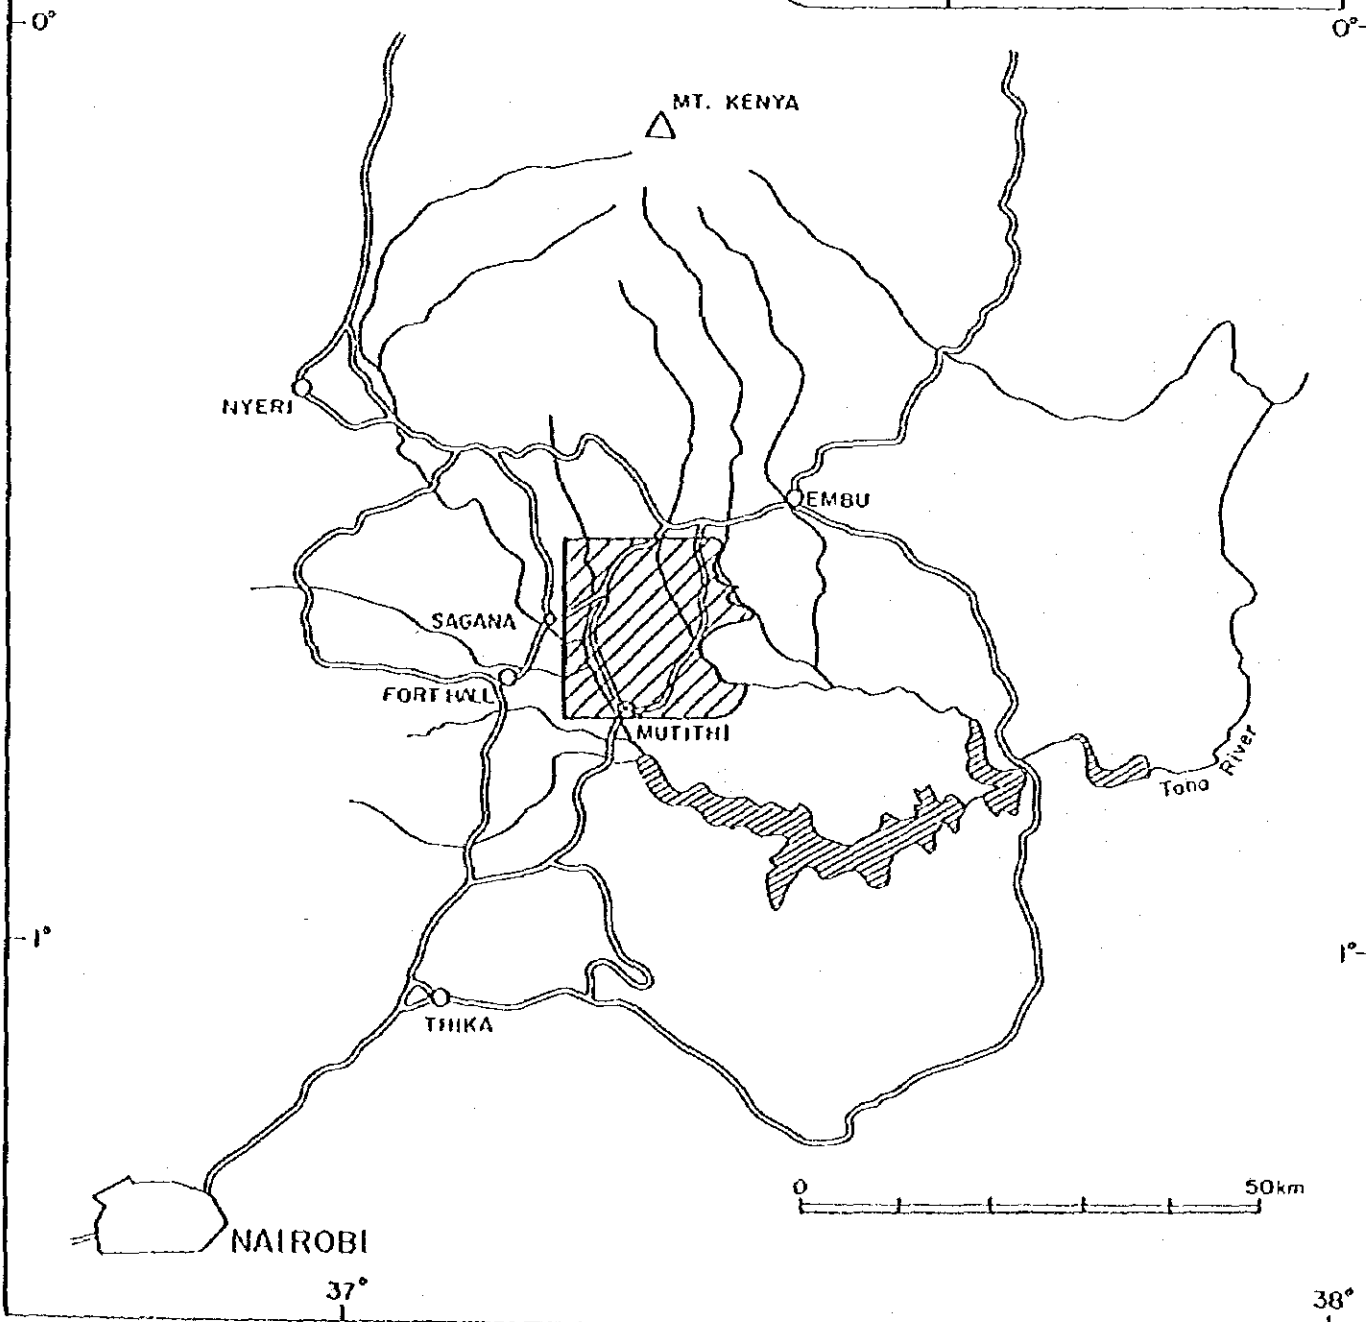 0°
0°
MT. KENYA
NYERI
EMBU
SAGANA
FORT HALL
MUTITHI
Tana River
1°
1°
THIKA
0 50km
NAIROBI
37°
38°